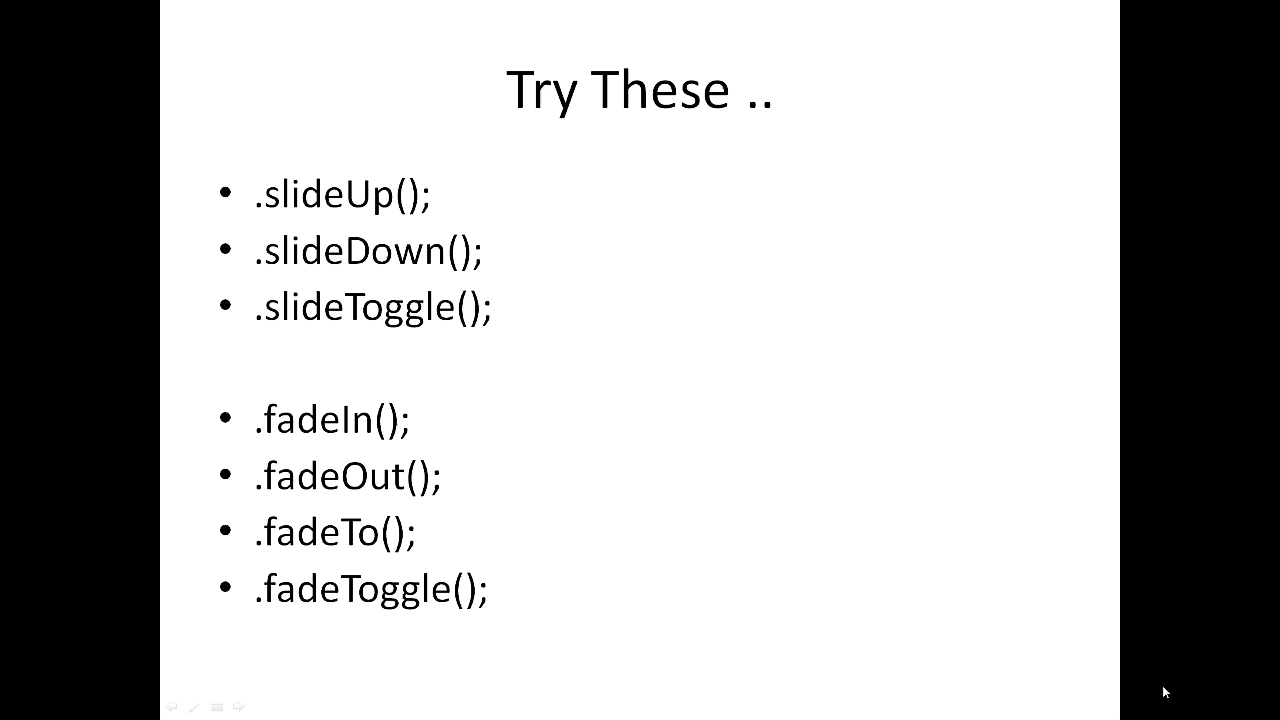 Try These ..
• .slideUp();
• .slideDown();
• .slideToggle();
• .fadeIn();
• .fadeOut();
• .fadeTo();
• .fadeToggle();